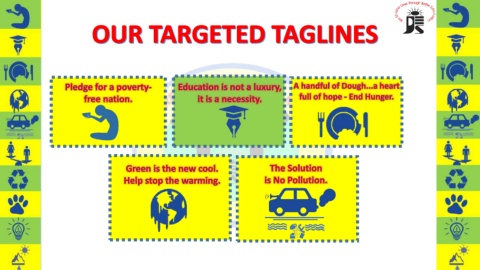 OUR TARGETED TAGLINES
Pledge for a poverty-
free nation.
Education is not a luxury,
it is a necessity.
A handful of Dough...a heart
full of hope – End Hunger.
Green is the new cool.
Help stop the warming.
The Solution
is No Pollution.